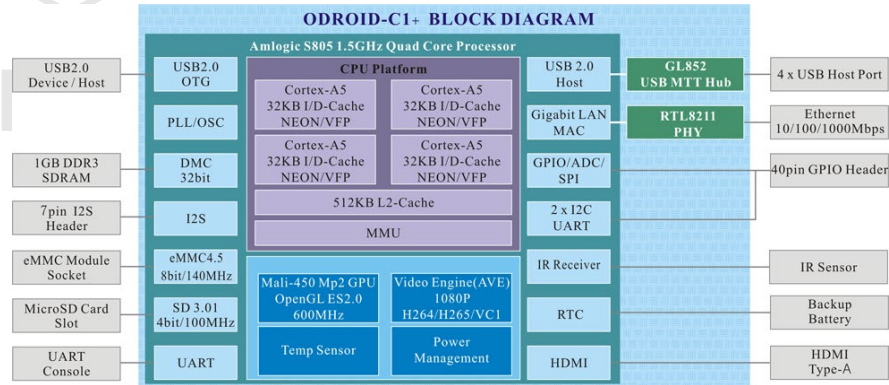 ODROID-C1+ BLOCK DIAGRAM
Amlogic S805 1.5GHz Quad Core Processor
USB2.0
Device / Host
1GB DDR3
SDRAM
7pin I2S
Header
eMMC Module
Socket
MicroSD Card
Slot
UART
Console
USB2.0
OTG
PLL/OSC
DMC
32bit
I2S
eMMC4.5
8bit/140MHz
SD 3.01
4bit/100MHz
UART
CPU Platform
Cortex-A5
32KB I/D-Cache
NEON/VFP
Cortex-A5
32KB I/D-Cache
NEON/VFP
Cortex-A5
32KB I/D-Cache
NEON/VFP
Cortex-A5
32KB I/D-Cache
NEON/VFP
512KB L2-Cache
MMU
Mali-450 Mp2 GPU
OpenGL ES2.0
600MHz
Video Engine(AVE)
1080P
H264/H265/VC1
Temp Sensor
Power
Management
USB 2.0
Host
Gigabit LAN
MAC
GPIO/ADC/
SPI
2 x I2C
UART
IR Receiver
RTC
HDMI
GL852
USB MTT Hub
RTL8211
PHY
4 x USB Host Port
Ethernet
10/100/1000Mbps
40pin GPIO Header
IR Sensor
Backup
Battery
HDMI
Type-A